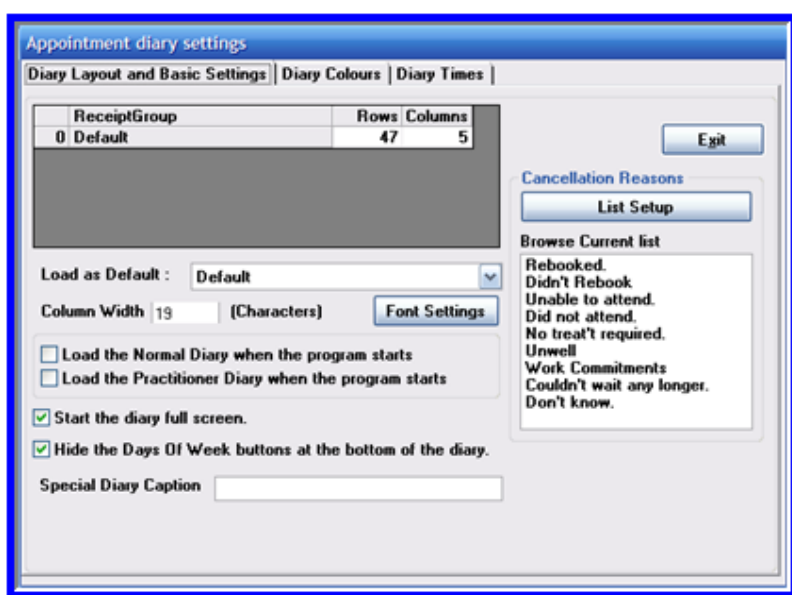 Appointment diary settings
Diary Layout and Basic Settings | Diary Colours | Diary Times |
ReceiptGroup Rows Columns
0 Default 47 5
Exit
Cancellation Reasons
List Setup
Browse Current list
Rebooked.
Didn't Rebook
Unable to attend.
Did not attend.
No treat't required.
Unwell
Work Commitments
Couldn't wait any longer.
Don't know.
Load as Default : Default
Column Width 19 (Characters) Font Settings
Load the Normal Diary when the program starts
Load the Practitioner Diary when the program starts
Start the diary full screen.
Hide the Days Of Week buttons at the bottom of the diary.
Special Diary Caption